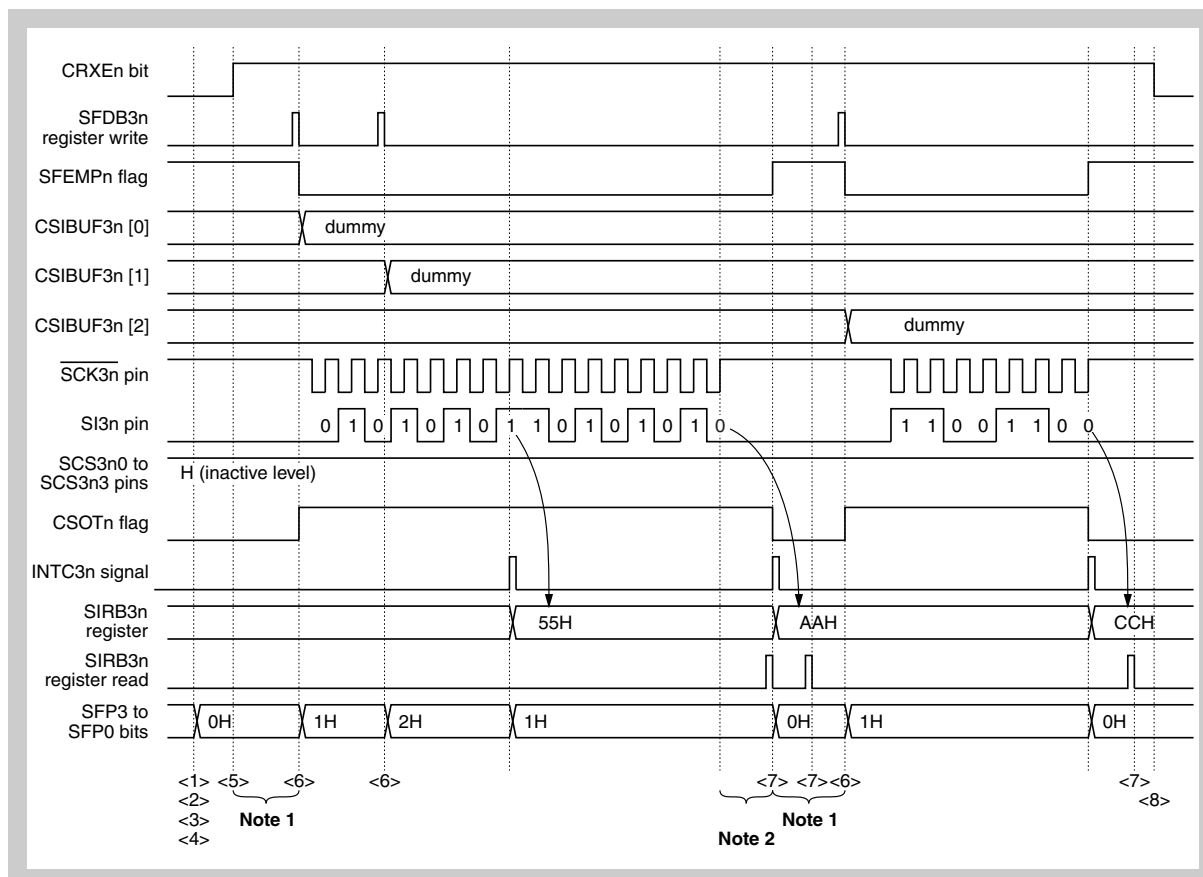 CRXEn bit
SFDB3n
register write
SFEMPn flag
CSIBUF3n [0]
dummy
CSIBUF3n [1]
dummy
CSIBUF3n [2]
dummy
SCK3n pin
SI3n pin
0 1 0 1 0 1 0 1 1 0 1 0 1 0 1 0
1 1 0 0 1 1 0 0
SCS3n0 to
SCS3n3 pins
H (inactive level)
CSOTn flag
INTC3n signal
SIRB3n
register
55H
AAH
CCH
SIRB3n
register read
SFP3 to
SFP0 bits
0H
1H
2H
1H
0H
1H
0H
<1> <5> <6> <6> <7> <7> <6> <7>
<2> <8>
<3> Note 1 Note 1
<4> Note 2